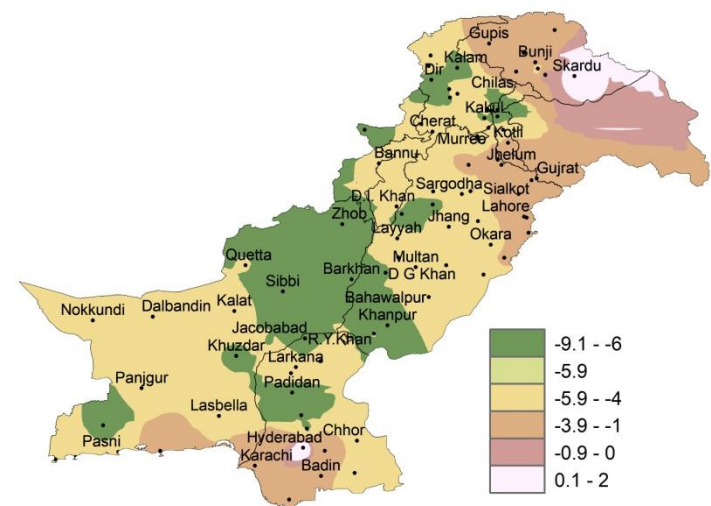 Gupis
Bunji
Kalam
Skardu
Dir
Chilas
Kakul
Cherat
Kotli
Murree
Bannu
Jhelum
Gujrat
Sargodha
Sialkot
D.I. Khan
Zhob
Lahore
Layyah
Jhang
Okara
Quetta
Multan
Barkhan
D G Khan
Sibbi
Bahawalpur
Kalat
Nokkundi
Dalbandin
Khanpur
Jacobabad
R.Y.Khan
Khuzdar
Larkana
Panjgur
Padidan
Lasbella
Pasni
Hyderabad
Chhor
Karachi
Badin
-9.1 - -6
-5.9
-5.9 - -4
-3.9 - -1
-0.9 - 0
0.1 - 2